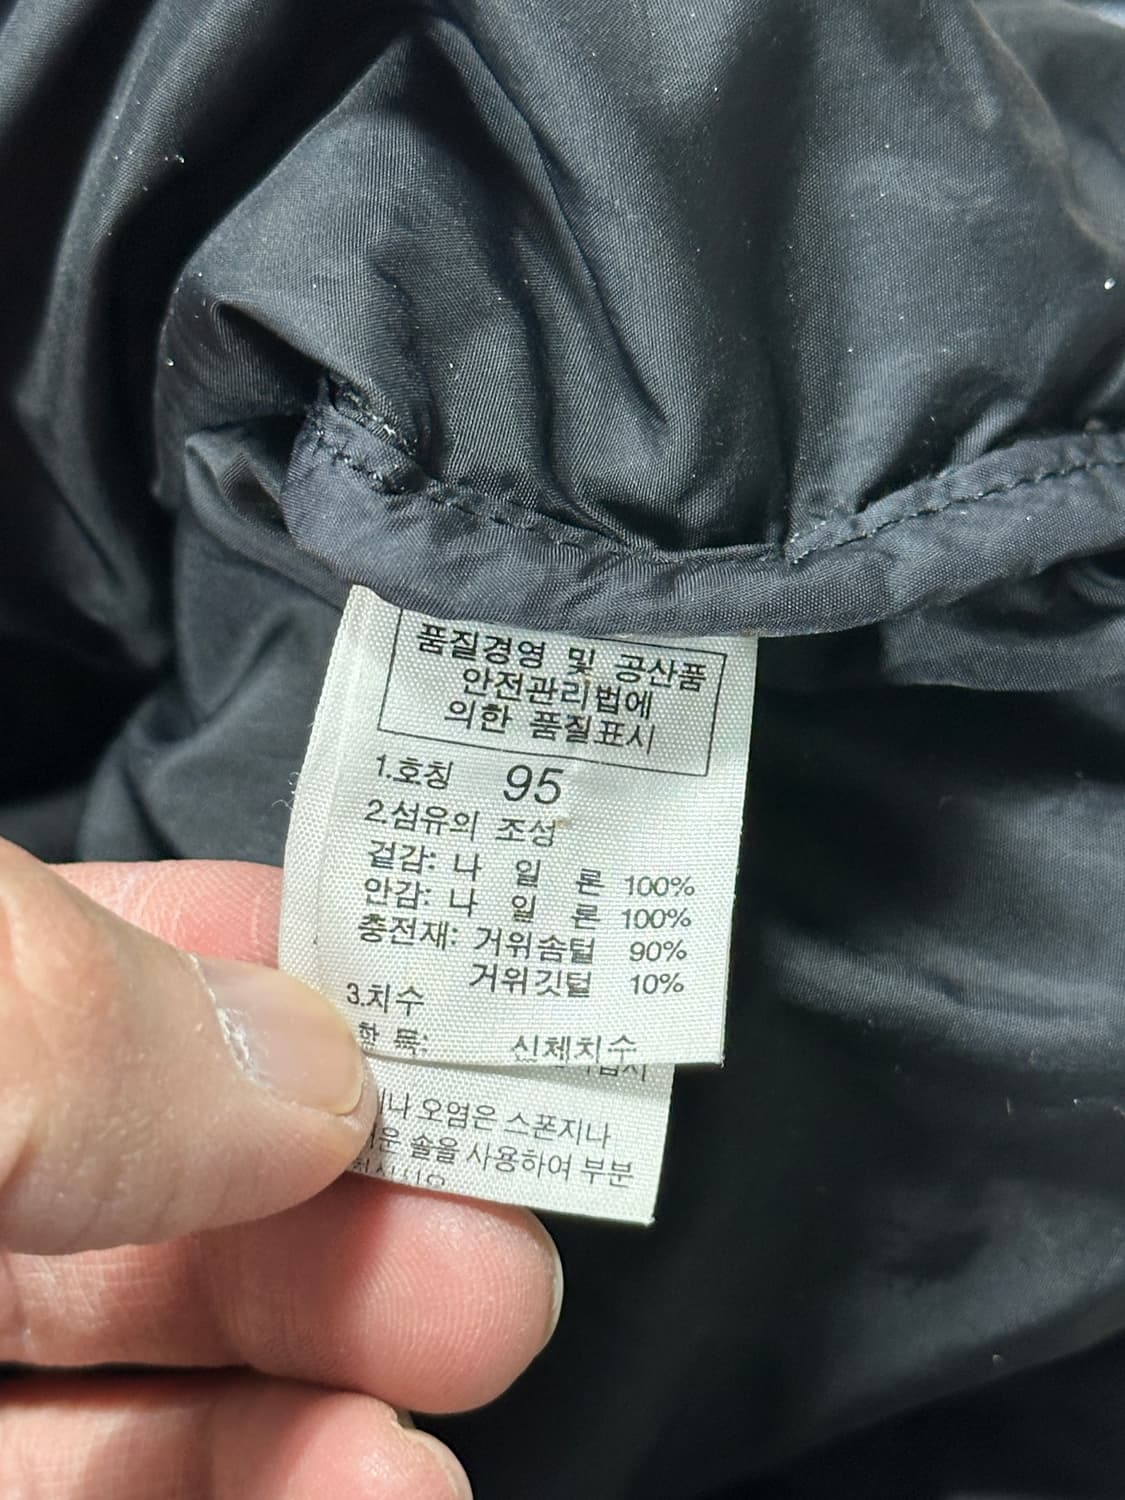 품질경영 및 공산품
안전관리법에
의한 품질표시
1.호칭 95
2.섬유의 조성
겉감: 나 일 론 100%
안감: 나 일 론 100%
충전재: 거위솜털 90%
거위깃털 10%
3.치수
항 목: 신체치수
오염은 스폰지나
솔을 사용하여 부분